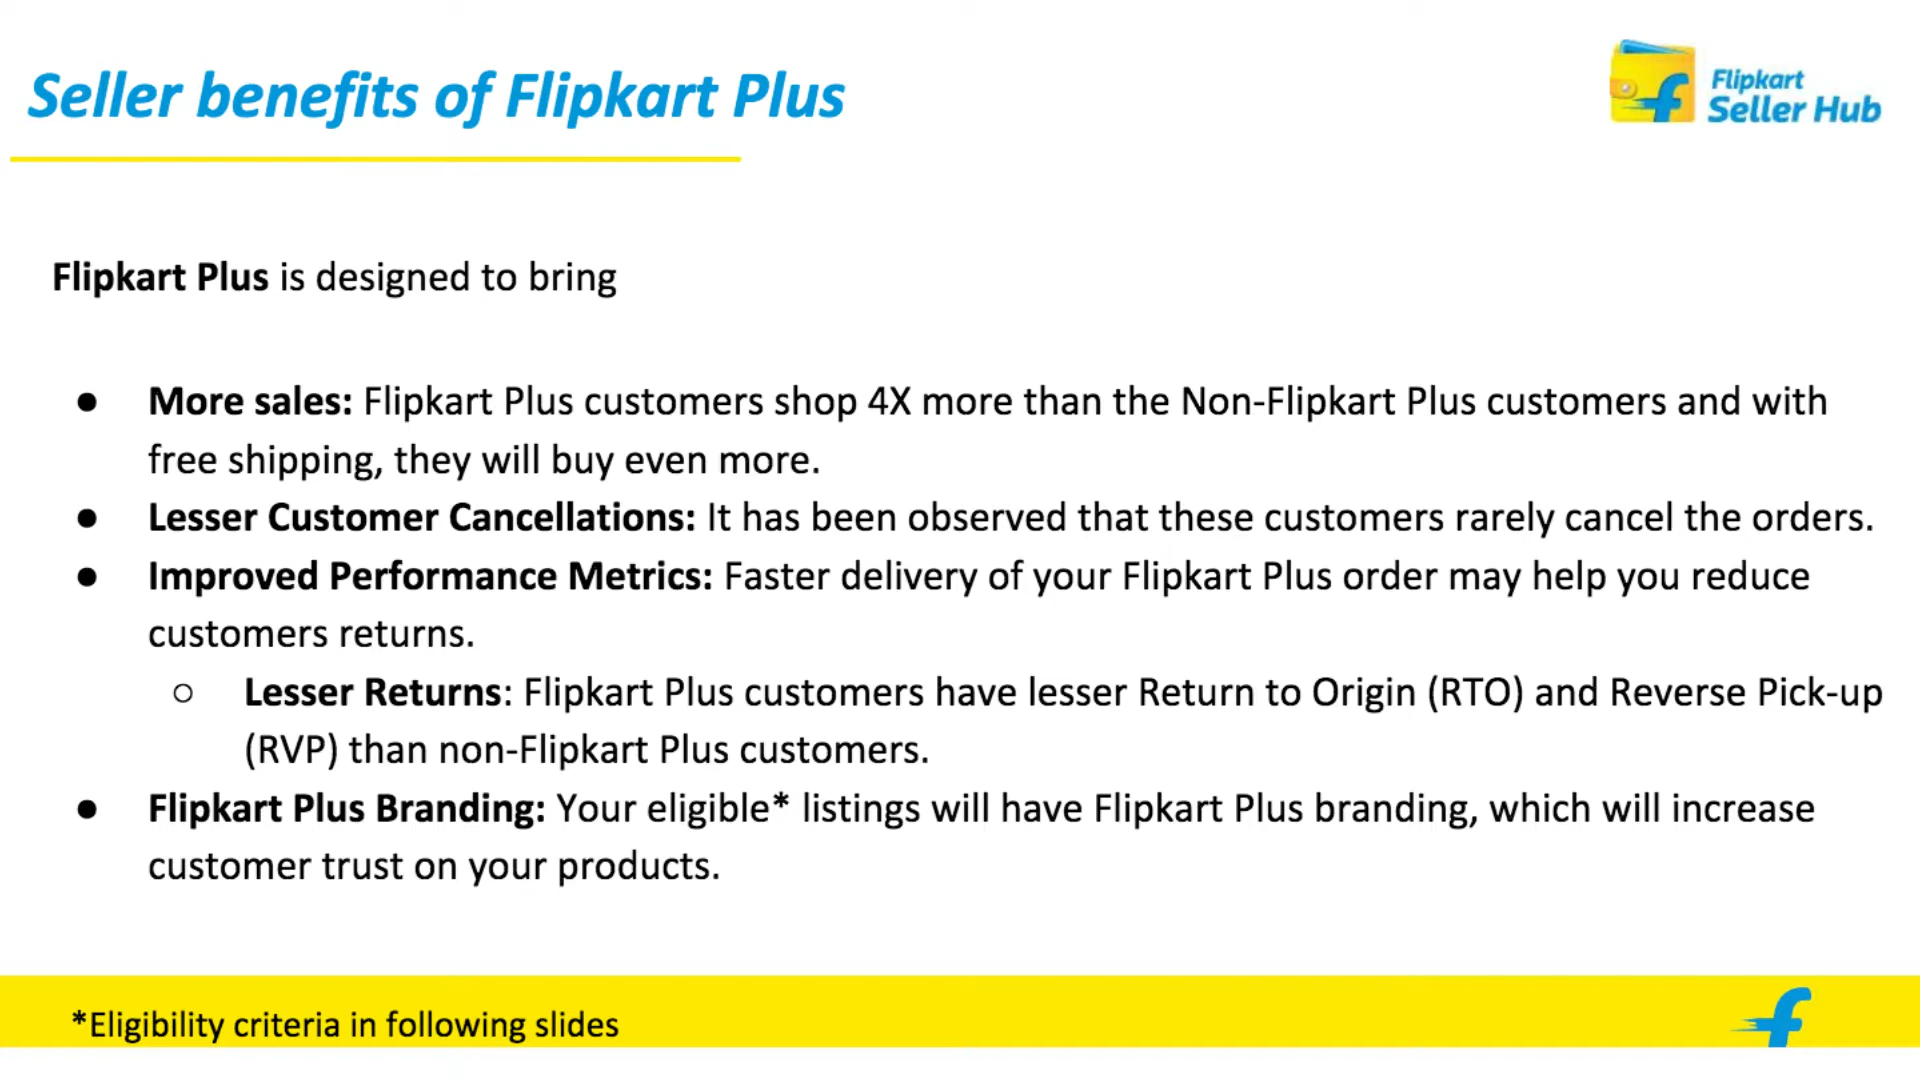 Seller benefits of Flipkart Plus
Flipkart
Seller Hub
Flipkart Plus is designed to bring
● More sales: Flipkart Plus customers shop 4X more than the Non-Flipkart Plus customers and with
free shipping, they will buy even more.
● Lesser Customer Cancellations: It has been observed that these customers rarely cancel the orders.
● Improved Performance Metrics: Faster delivery of your Flipkart Plus order may help you reduce
customers returns.
○ Lesser Returns: Flipkart Plus customers have lesser Return to Origin (RTO) and Reverse Pick-up
(RVP) than non-Flipkart Plus customers.
● Flipkart Plus Branding: Your eligible* listings will have Flipkart Plus branding, which will increase
customer trust on your products.
*Eligibility criteria in following slides